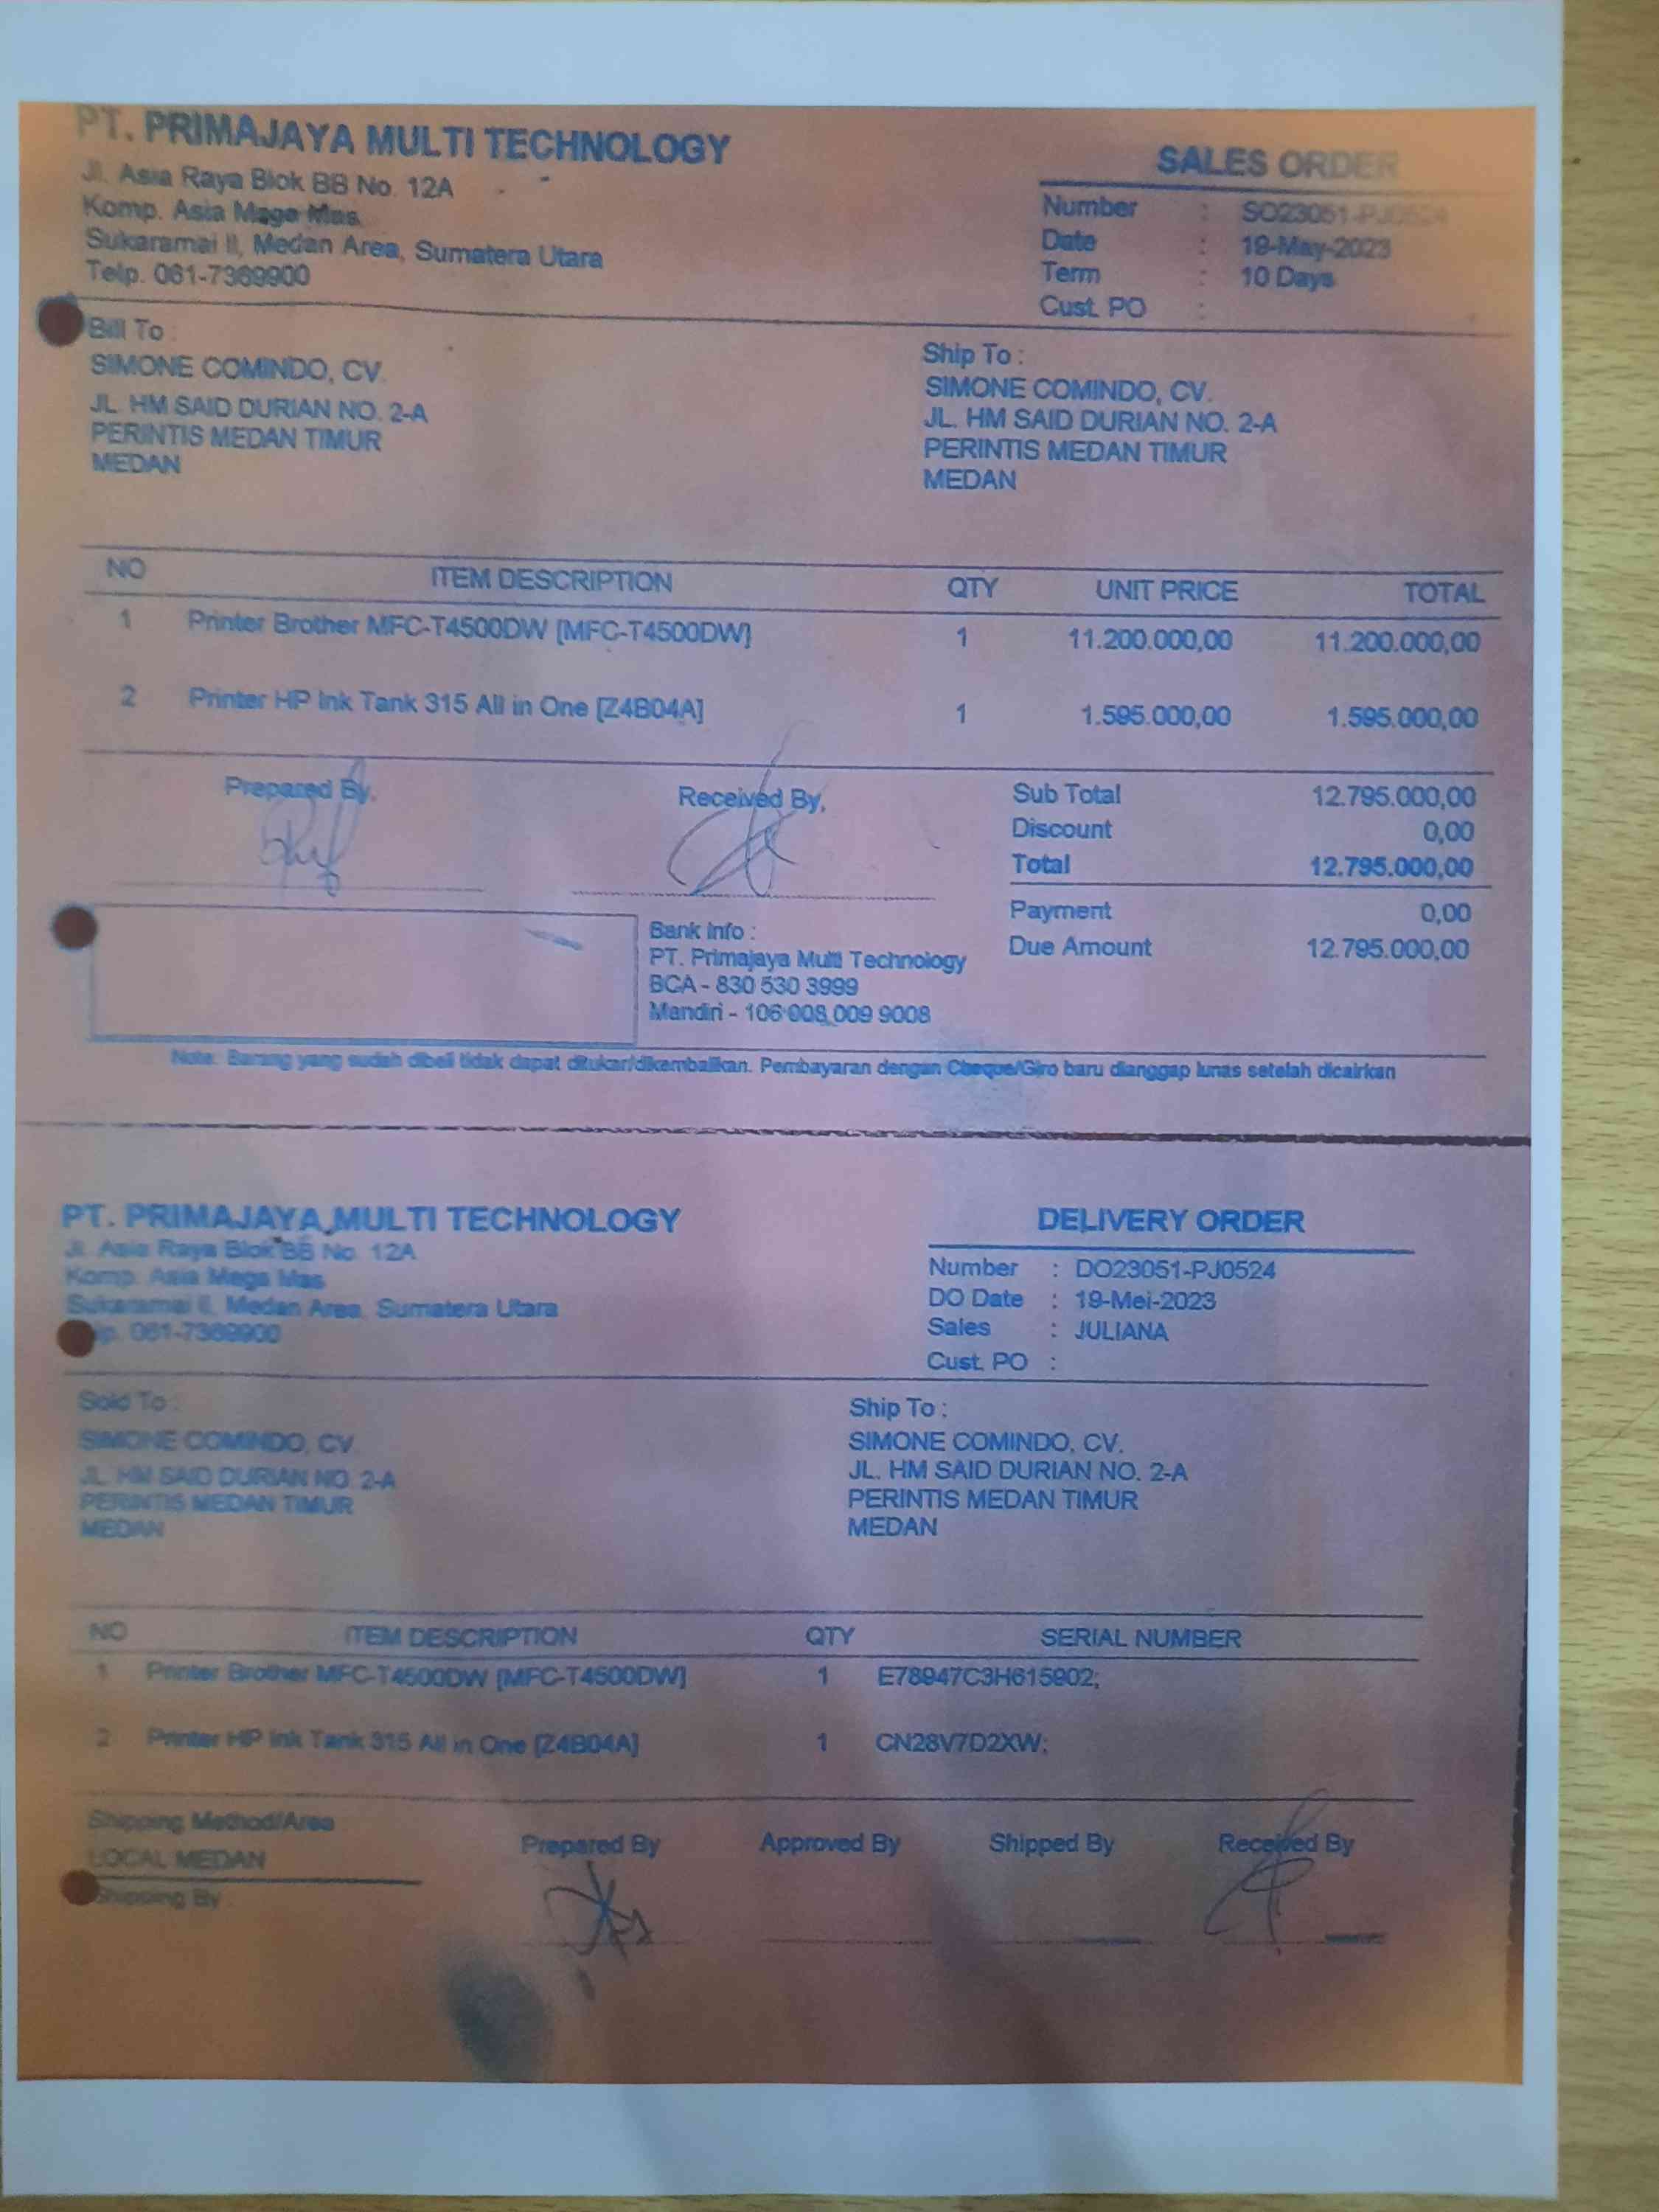 PT. PRIMAJAYA MULTI TECHNOLOGY
Jl. Asia Raya Blok BB No. 12A
Komp. Asia Mega Mas
Sukaramai II, Medan Area, Sumatera Utara
Telp. 061-7369900
SALES ORDER
Number : SO23051-PJ0524
Date : 19-May-2023
Term : 10 Days
Cust. PO :
Bill To :
SIMONE COMINDO, CV.
JL. HM SAID DURIAN NO. 2-A
PERINTIS MEDAN TIMUR
MEDAN
Ship To :
SIMONE COMINDO, CV.
JL. HM SAID DURIAN NO. 2-A
PERINTIS MEDAN TIMUR
MEDAN
NO ITEM DESCRIPTION QTY UNIT PRICE TOTAL
1 Printer Brother MFC-T4500DW [MFC-T4500DW] 1 11.200.000,00 11.200.000,00
2 Printer HP Ink Tank 315 All in One [Z4B04A] 1 1.595.000,00 1.595.000,00
Prepared By,
Received By,
Sub Total 12.795.000,00
Discount 0,00
Total 12.795.000,00
Payment 0,00
Due Amount 12.795.000,00
Bank Info :
PT. Primajaya Multi Technology
BCA - 830 530 3999
Mandiri - 106 008 009 9008
Note: Barang yang sudah dibeli tidak dapat ditukar/dikembalikan. Pembayaran dengan Cheque/Giro baru dianggap lunas setelah dicairkan
PT. PRIMAJAYA MULTI TECHNOLOGY
Jl. Asia Raya Blok BB No. 12A
Komp. Asia Mega Mas
Sukaramai II, Medan Area, Sumatera Utara
061-7369900
DELIVERY ORDER
Number : DO23051-PJ0524
DO Date : 19-Mei-2023
Sales : JULIANA
Cust. PO :
Sold To :
SIMONE COMINDO, CV.
JL. HM SAID DURIAN NO. 2-A
PERINTIS MEDAN TIMUR
MEDAN
Ship To :
SIMONE COMINDO, CV.
JL. HM SAID DURIAN NO. 2-A
PERINTIS MEDAN TIMUR
MEDAN
NO ITEM DESCRIPTION QTY SERIAL NUMBER
1 Printer Brother MFC-T4500DW [MFC-T4500DW] 1 E78947C3H615902;
2 Printer HP Ink Tank 315 All in One [Z4B04A] 1 CN28V7D2XW;
Shipping Method/Area
LOCAL MEDAN
Shipping By
Prepared By
Approved By
Shipped By
Received By